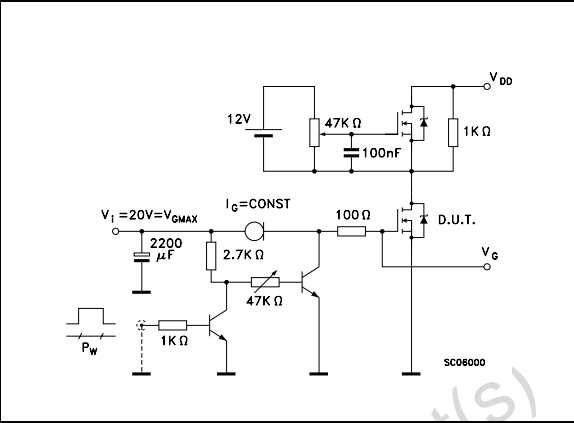 V_DD
12V
47K Ω
1K Ω
100nF
I_G=CONST
V_i =20V=V_GMAX
100 Ω
D.U.T.
2200
μF
2.7K Ω
V_G
47K Ω
1K Ω
P_W
SC06000
t(s)